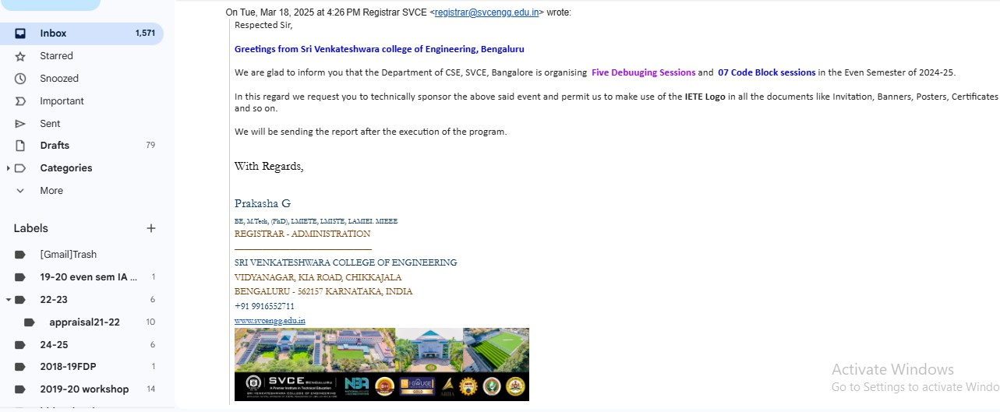 Inbox 1,571
Starred
Snoozed
Important
Sent
Drafts 79
Categories
More
Labels +
[Gmail]Trash
19-20 even sem IA ... 1
22-23 6
appraisal21-22 10
24-25 6
2018-19FDP 1
2019-20 workshop 14
On Tue, Mar 18, 2025 at 4:26 PM Registrar SVCE <registrar@svcengg.edu.in> wrote:
Respected Sir,
Greetings from Sri Venkateshwara college of Engineering, Bengaluru
We are glad to inform you that the Department of CSE, SVCE, Bangalore is organising Five Debuuging Sessions and 07 Code Block sessions in the Even Semester of 2024-25.
In this regard we request you to technically sponsor the above said event and permit us to make use of the IETE Logo in all the documents like Invitation, Banners, Posters, Certificates
and so on.
We will be sending the report after the execution of the program.
With Regards,
Prakasha G
BE, M.Tech, (PhD), LMIETE, LMISTE, LAMIEI. MIEEE
REGISTRAR - ADMINISTRATION
SRI VENKATESHWARA COLLEGE OF ENGINEERING
VIDYANAGAR, KIA ROAD, CHIKKAJALA
BENGALURU - 562157 KARNATAKA, INDIA
+91 9916552711
www.svcengg.edu.in
SVCE BENGALURU
A Premier Institute in Technical Education
SRI VENKATESHWARA COLLEGE OF ENGINEERING
NBA
GOLD
ARIIA
Activate Windows
Go to Settings to activate Windo